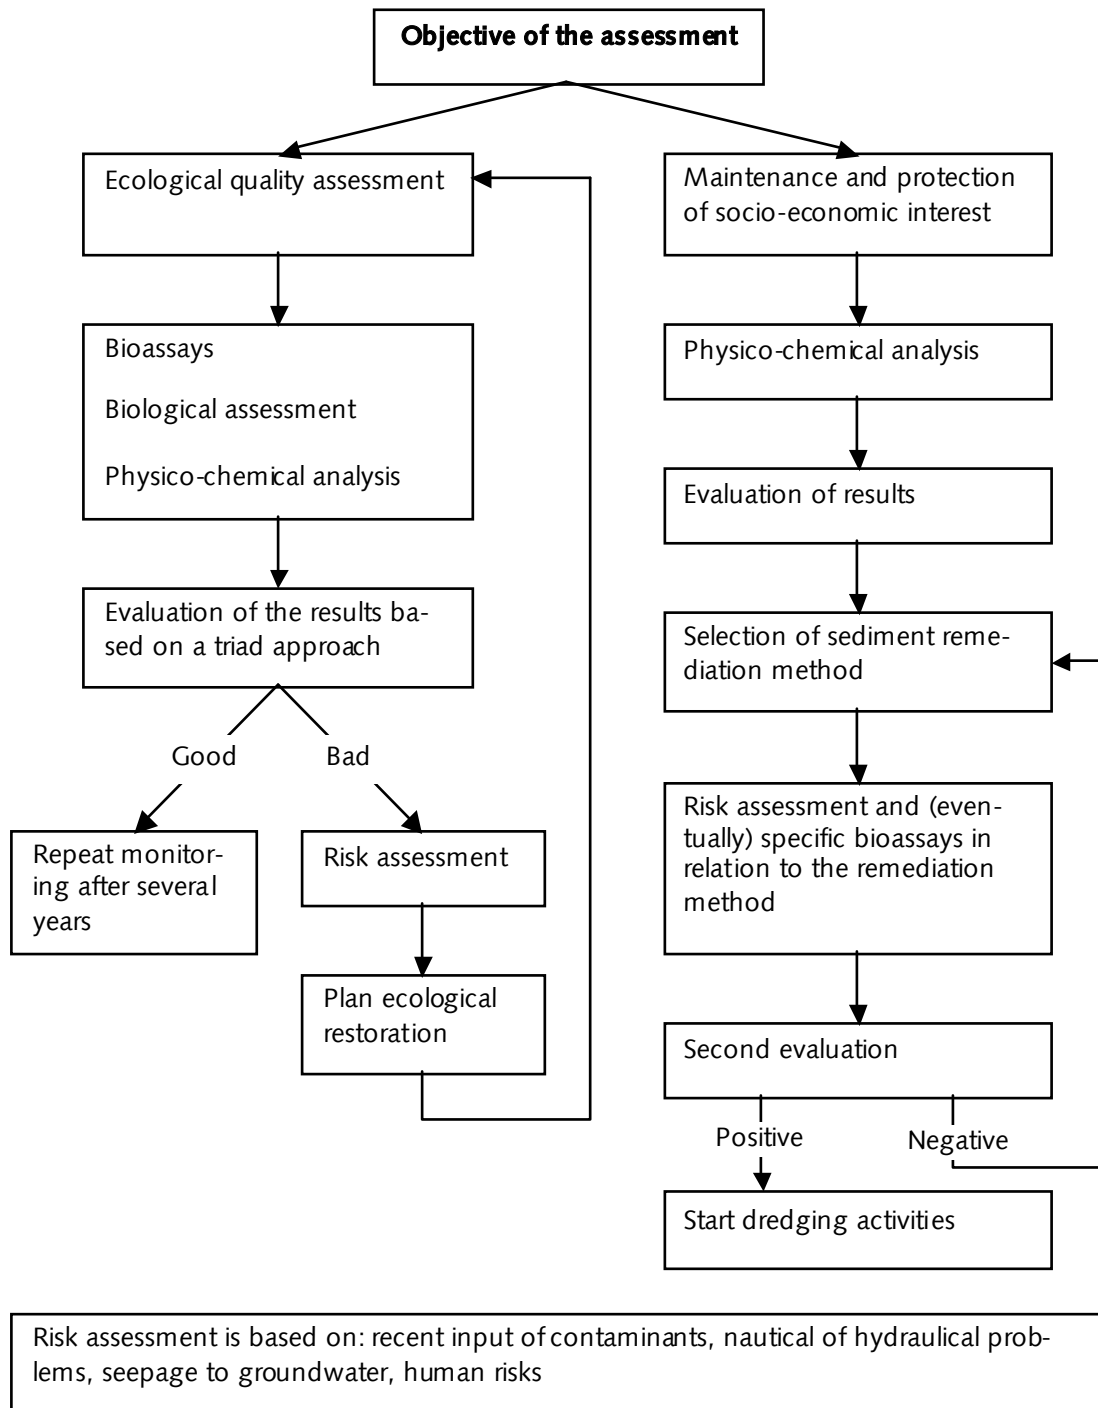 Objective of the assessment
Ecological quality assessment
Bioassays
Biological assessment
Physico-chemical analysis
Evaluation of the results ba-
sed on a triad approach
Good
Bad
Repeat monitor-
ing after several
years
Risk assessment
Plan ecological
restoration
Maintenance and protection
of socio-economic interest
Physico-chemical analysis
Evaluation of results
Selection of sediment reme-
diation method
Risk assessment and (even-
tually) specific bioassays in
relation to the remediation
method
Second evaluation
Positive
Negative
Start dredging activities
Risk assessment is based on: recent input of contaminants, nautical of hydraulical prob-
lems, seepage to groundwater, human risks